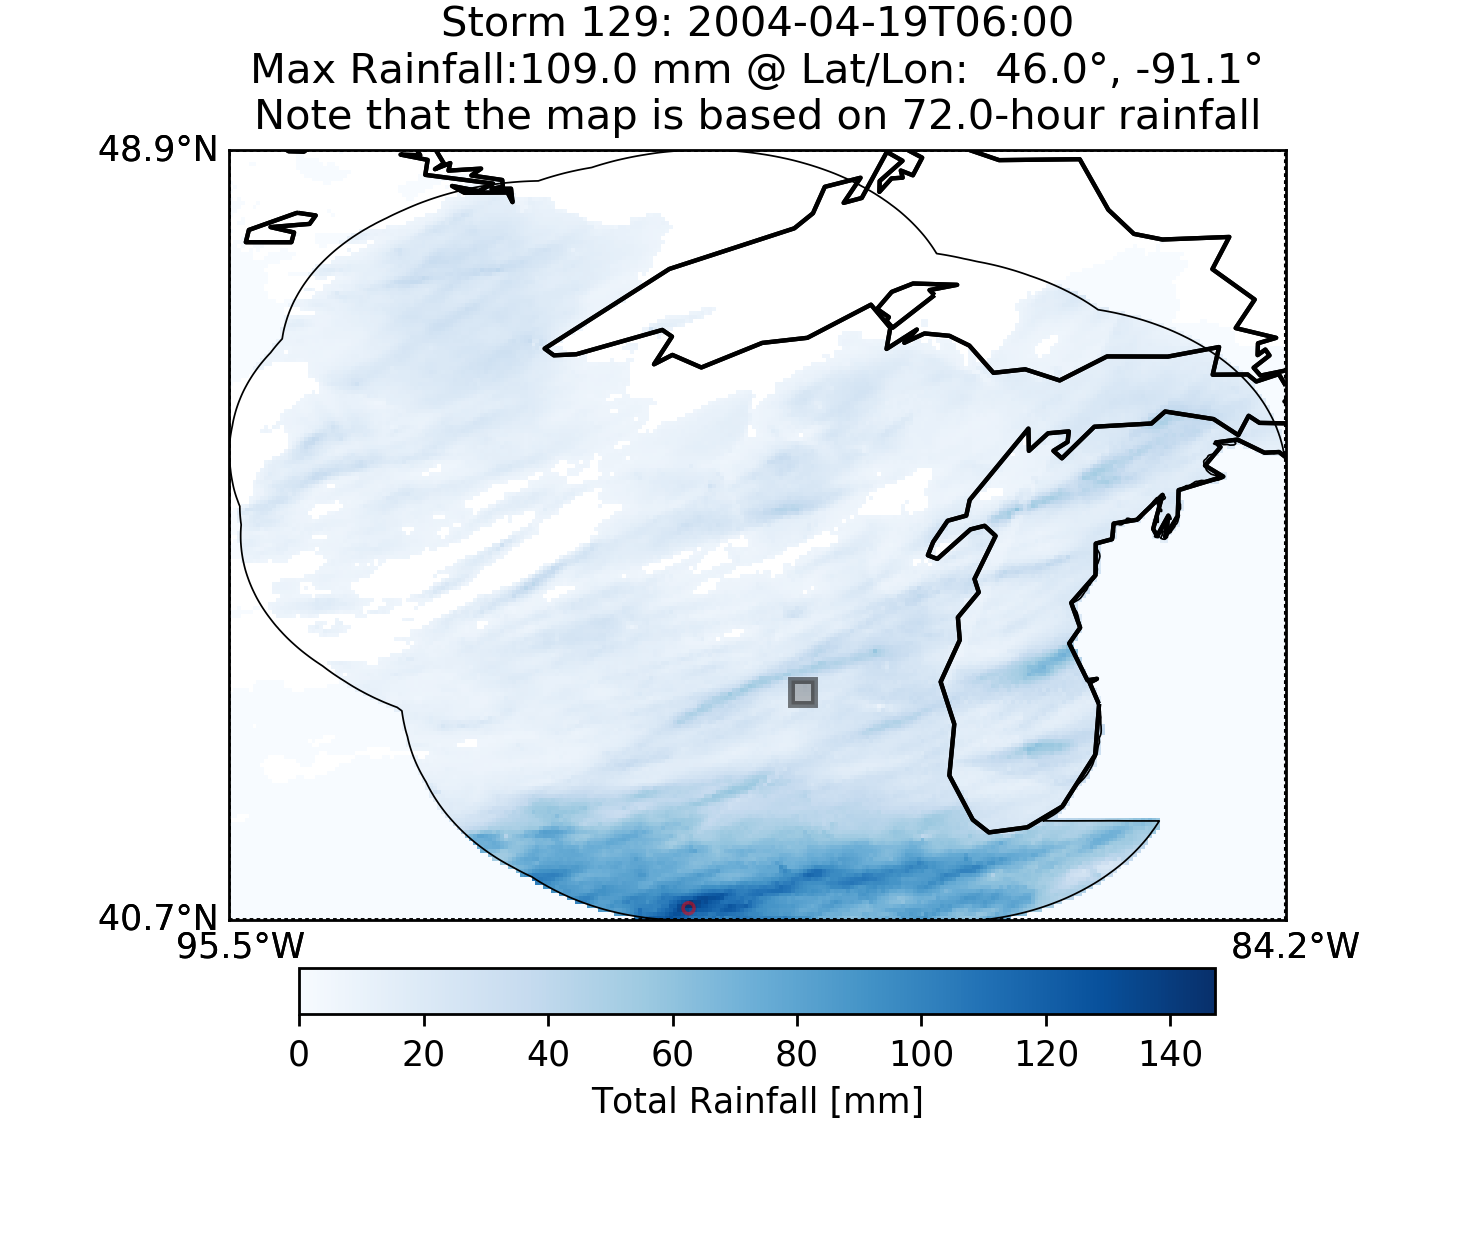 Storm 129: 2004-04-19T06:00
Max Rainfall:109.0 mm @ Lat/Lon:  46.0°, -91.1°
Note that the map is based on 72.0-hour rainfall
48.9°N
40.7°N
95.5°W 84.2°W
0 20 40 60 80 100 120 140
Total Rainfall [mm]